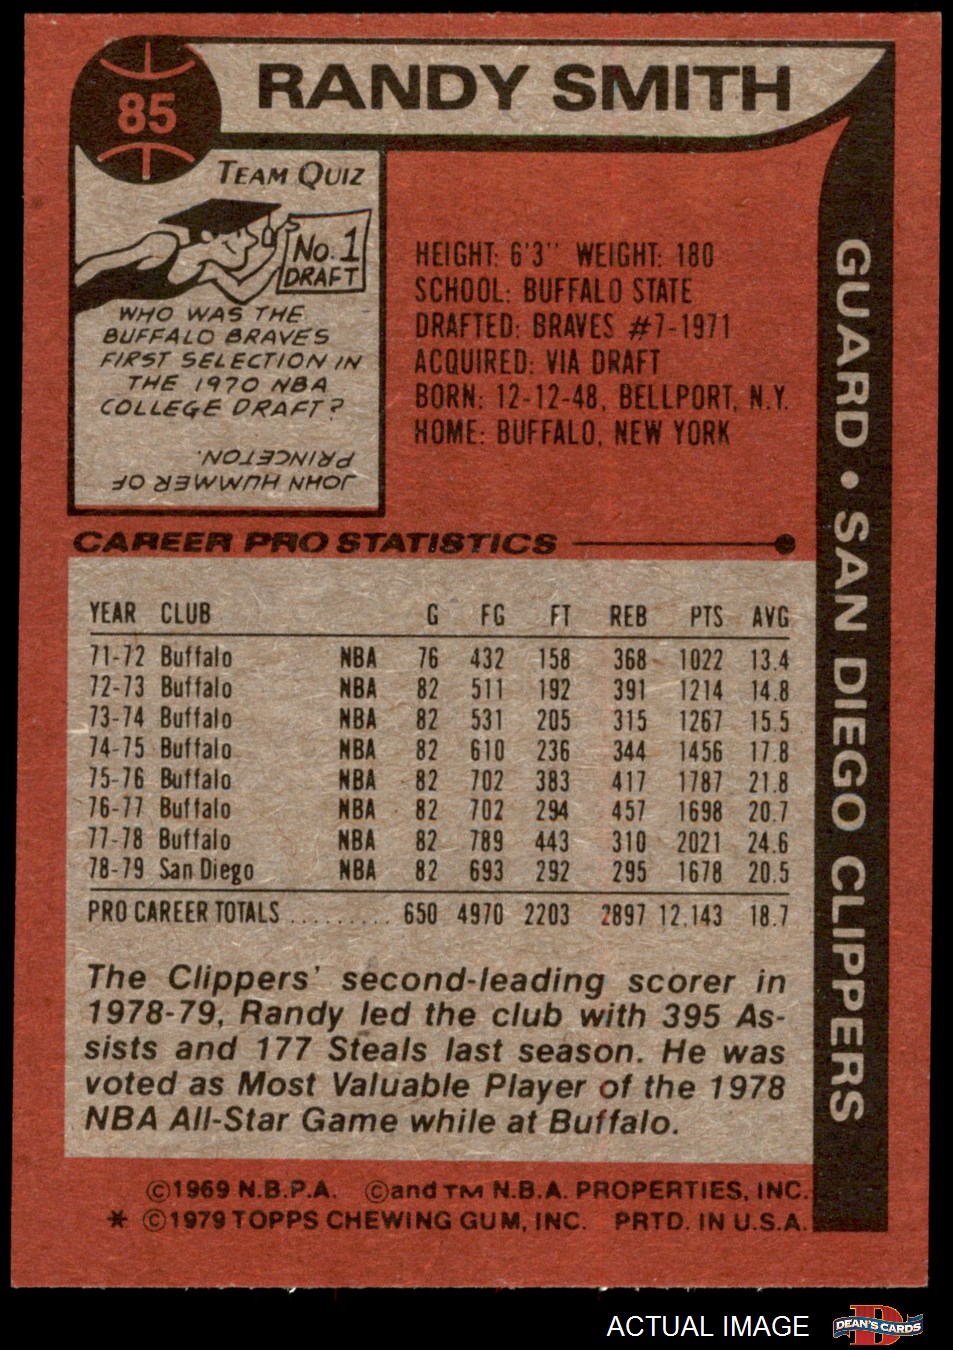 85
RANDY SMITH
TEAM QUIZ
No. 1
DRAFT
WHO WAS THE
BUFFALO BRAVES
FIRST SELECTION IN
THE 1970 NBA
COLLEGE DRAFT?
JOHN HUMMER OF
PRINCETON.
HEIGHT: 6'3" WEIGHT: 180
SCHOOL: BUFFALO STATE
DRAFTED: BRAVES #7-1971
ACQUIRED: VIA DRAFT
BORN: 12-12-48, BELLPORT, N.Y.
HOME: BUFFALO, NEW YORK
GUARD • SAN DIEGO CLIPPERS
CAREER PRO STATISTICS
YEAR CLUB G FG FT REB PTS AVG
71-72 Buffalo NBA 76 432 158 368 1022 13.4
72-73 Buffalo NBA 82 511 192 391 1214 14.8
73-74 Buffalo NBA 82 531 205 315 1267 15.5
74-75 Buffalo NBA 82 610 236 344 1456 17.8
75-76 Buffalo NBA 82 702 383 417 1787 21.8
76-77 Buffalo NBA 82 702 294 457 1698 20.7
77-78 Buffalo NBA 82 789 443 310 2021 24.6
78-79 San Diego NBA 82 693 292 295 1678 20.5
PRO CAREER TOTALS .......... 650 4970 2203 2897 12,143 18.7
The Clippers' second-leading scorer in
1978-79, Randy led the club with 395 As-
sists and 177 Steals last season. He was
voted as Most Valuable Player of the 1978
NBA All-Star Game while at Buffalo.
©1969 N.B.P.A. ©and TM N.B.A. PROPERTIES, INC.
* ©1979 TOPPS CHEWING GUM, INC. PRTD. IN U.S.A.
ACTUAL IMAGE
D
DEAN'S CARDS